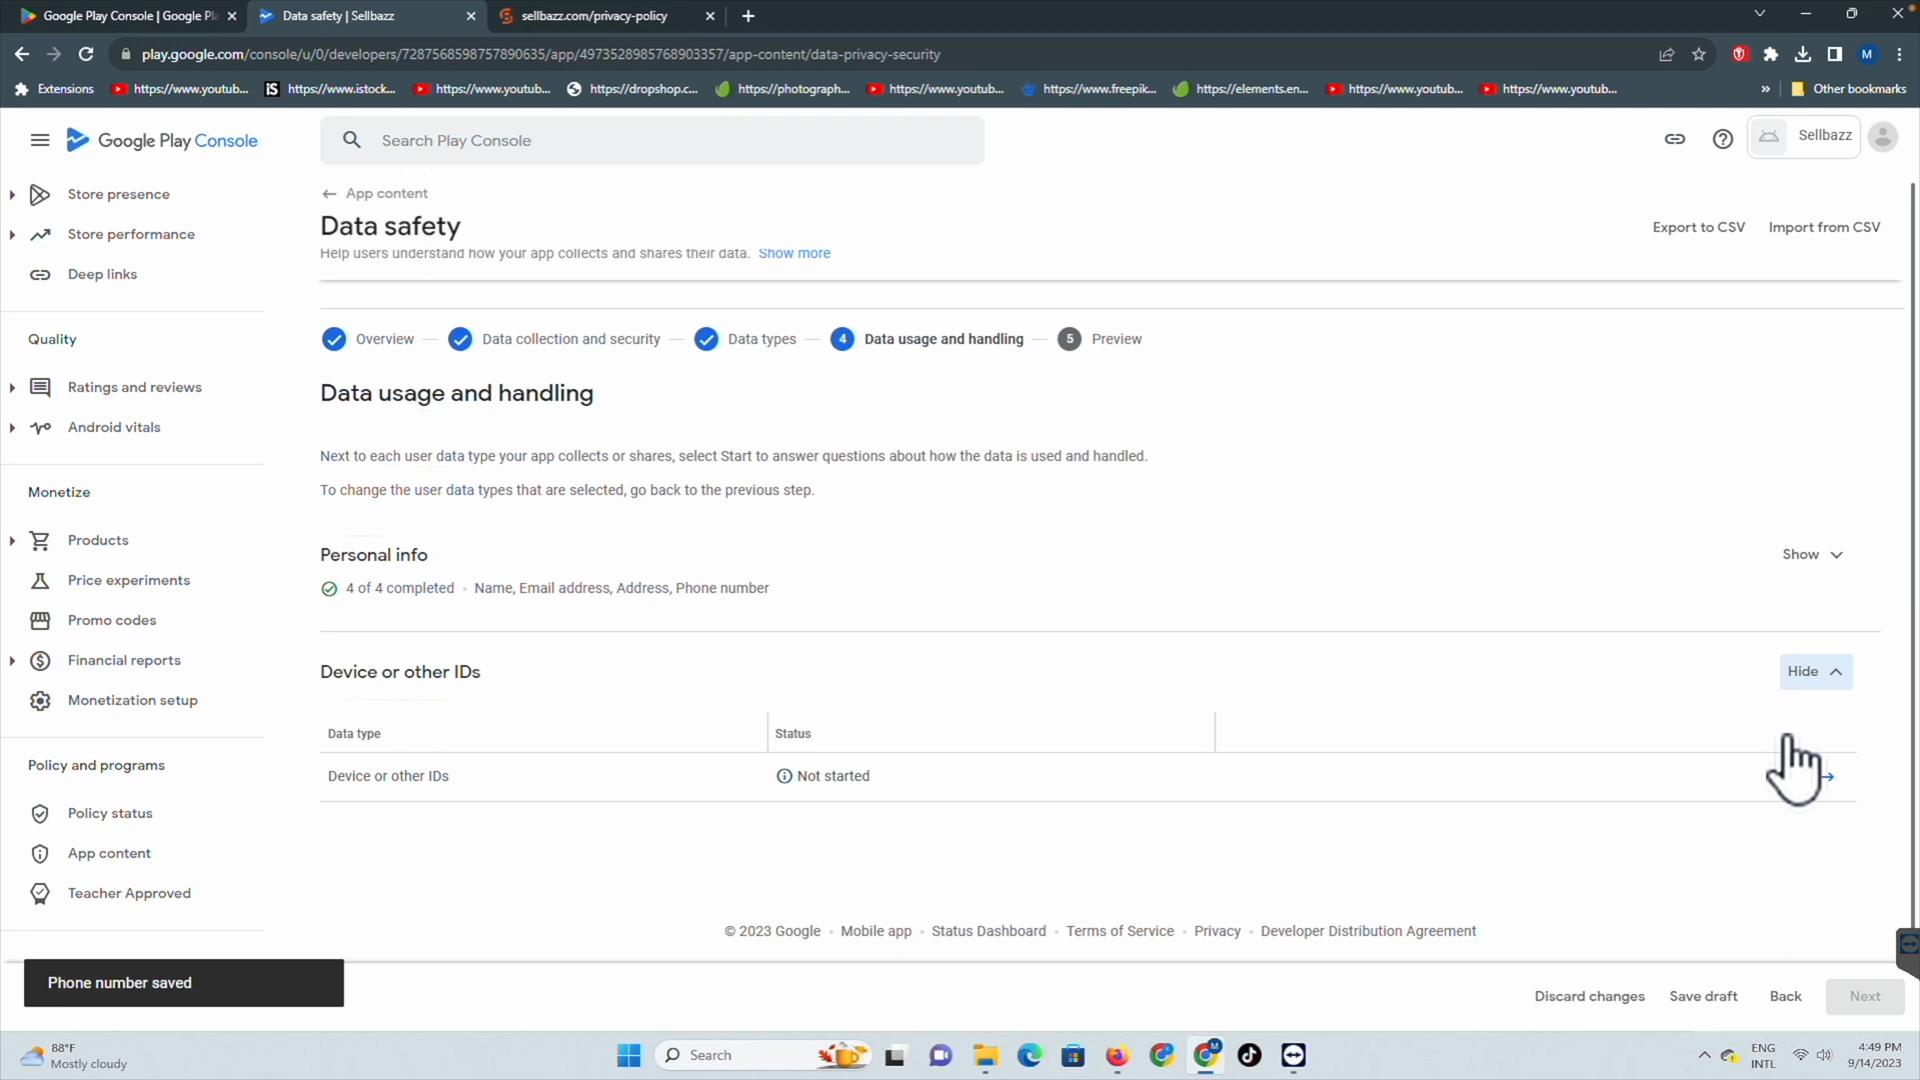 Google Play Console | Google Pla
Data safety | Sellbazz
sellbazz.com/privacy-policy
play.google.com/console/u/0/developers/7287568598757890635/app/4973528985768903357/app-content/data-privacy-security
M
Extensions
https://www.youtub...
iS
https://www.istock...
https://www.youtub...
https://dropshop.c...
https://photograph...
https://www.youtub...
https://www.freepik...
https://elements.en...
https://www.youtub...
https://www.youtub...
»
Other bookmarks
Google Play Console
Search Play Console
Sellbazz
Store presence
Store performance
Deep links
Quality
Ratings and reviews
Android vitals
Monetize
Products
Price experiments
Promo codes
Financial reports
Monetization setup
Policy and programs
Policy status
App content
Teacher Approved
App content
Data safety
Export to CSV
Import from CSV
Help users understand how your app collects and shares their data. Show more
Overview
Data collection and security
Data types
4 Data usage and handling
5 Preview
Data usage and handling
Next to each user data type your app collects or shares, select Start to answer questions about how the data is used and handled.
To change the user data types that are selected, go back to the previous step.
Personal info
Show
4 of 4 completed • Name, Email address, Address, Phone number
Device or other IDs
Hide
Data type
Status
Device or other IDs
Not started
© 2023 Google • Mobile app • Status Dashboard • Terms of Service • Privacy • Developer Distribution Agreement
Phone number saved
Discard changes
Save draft
Back
Next
88°F
Mostly cloudy
Search
M
ENG
INTL
4:49 PM
9/14/2023